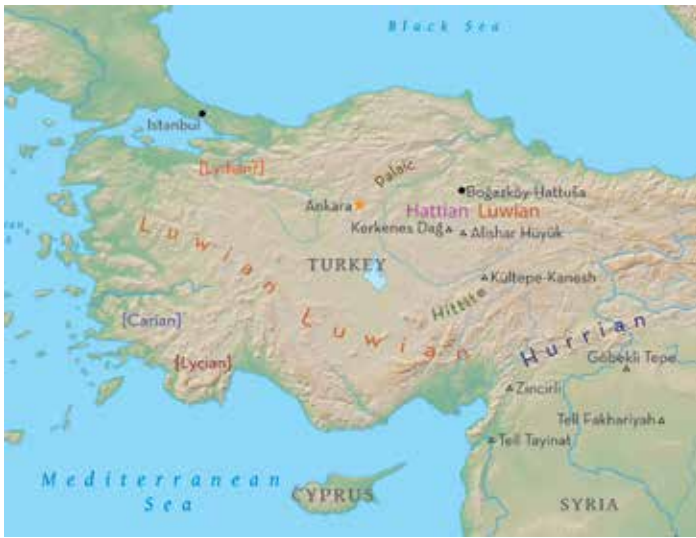 Black Sea
Istanbul
[Lydian?]
Palaic
Ankara
Boğazköy-Hattuša
Hattian Luwian
Kerkenes Dağ
Alishar Hüyük
Luwian
TURKEY
Kültepe-Kanesh
Hittite
[Carian]
Luwian
Hurrian
[Lycian]
Göbekli Tepe
Zincirli
Tell Fakhariyah
Tell Tayinat
Mediterranean
Sea
CYPRUS
SYRIA